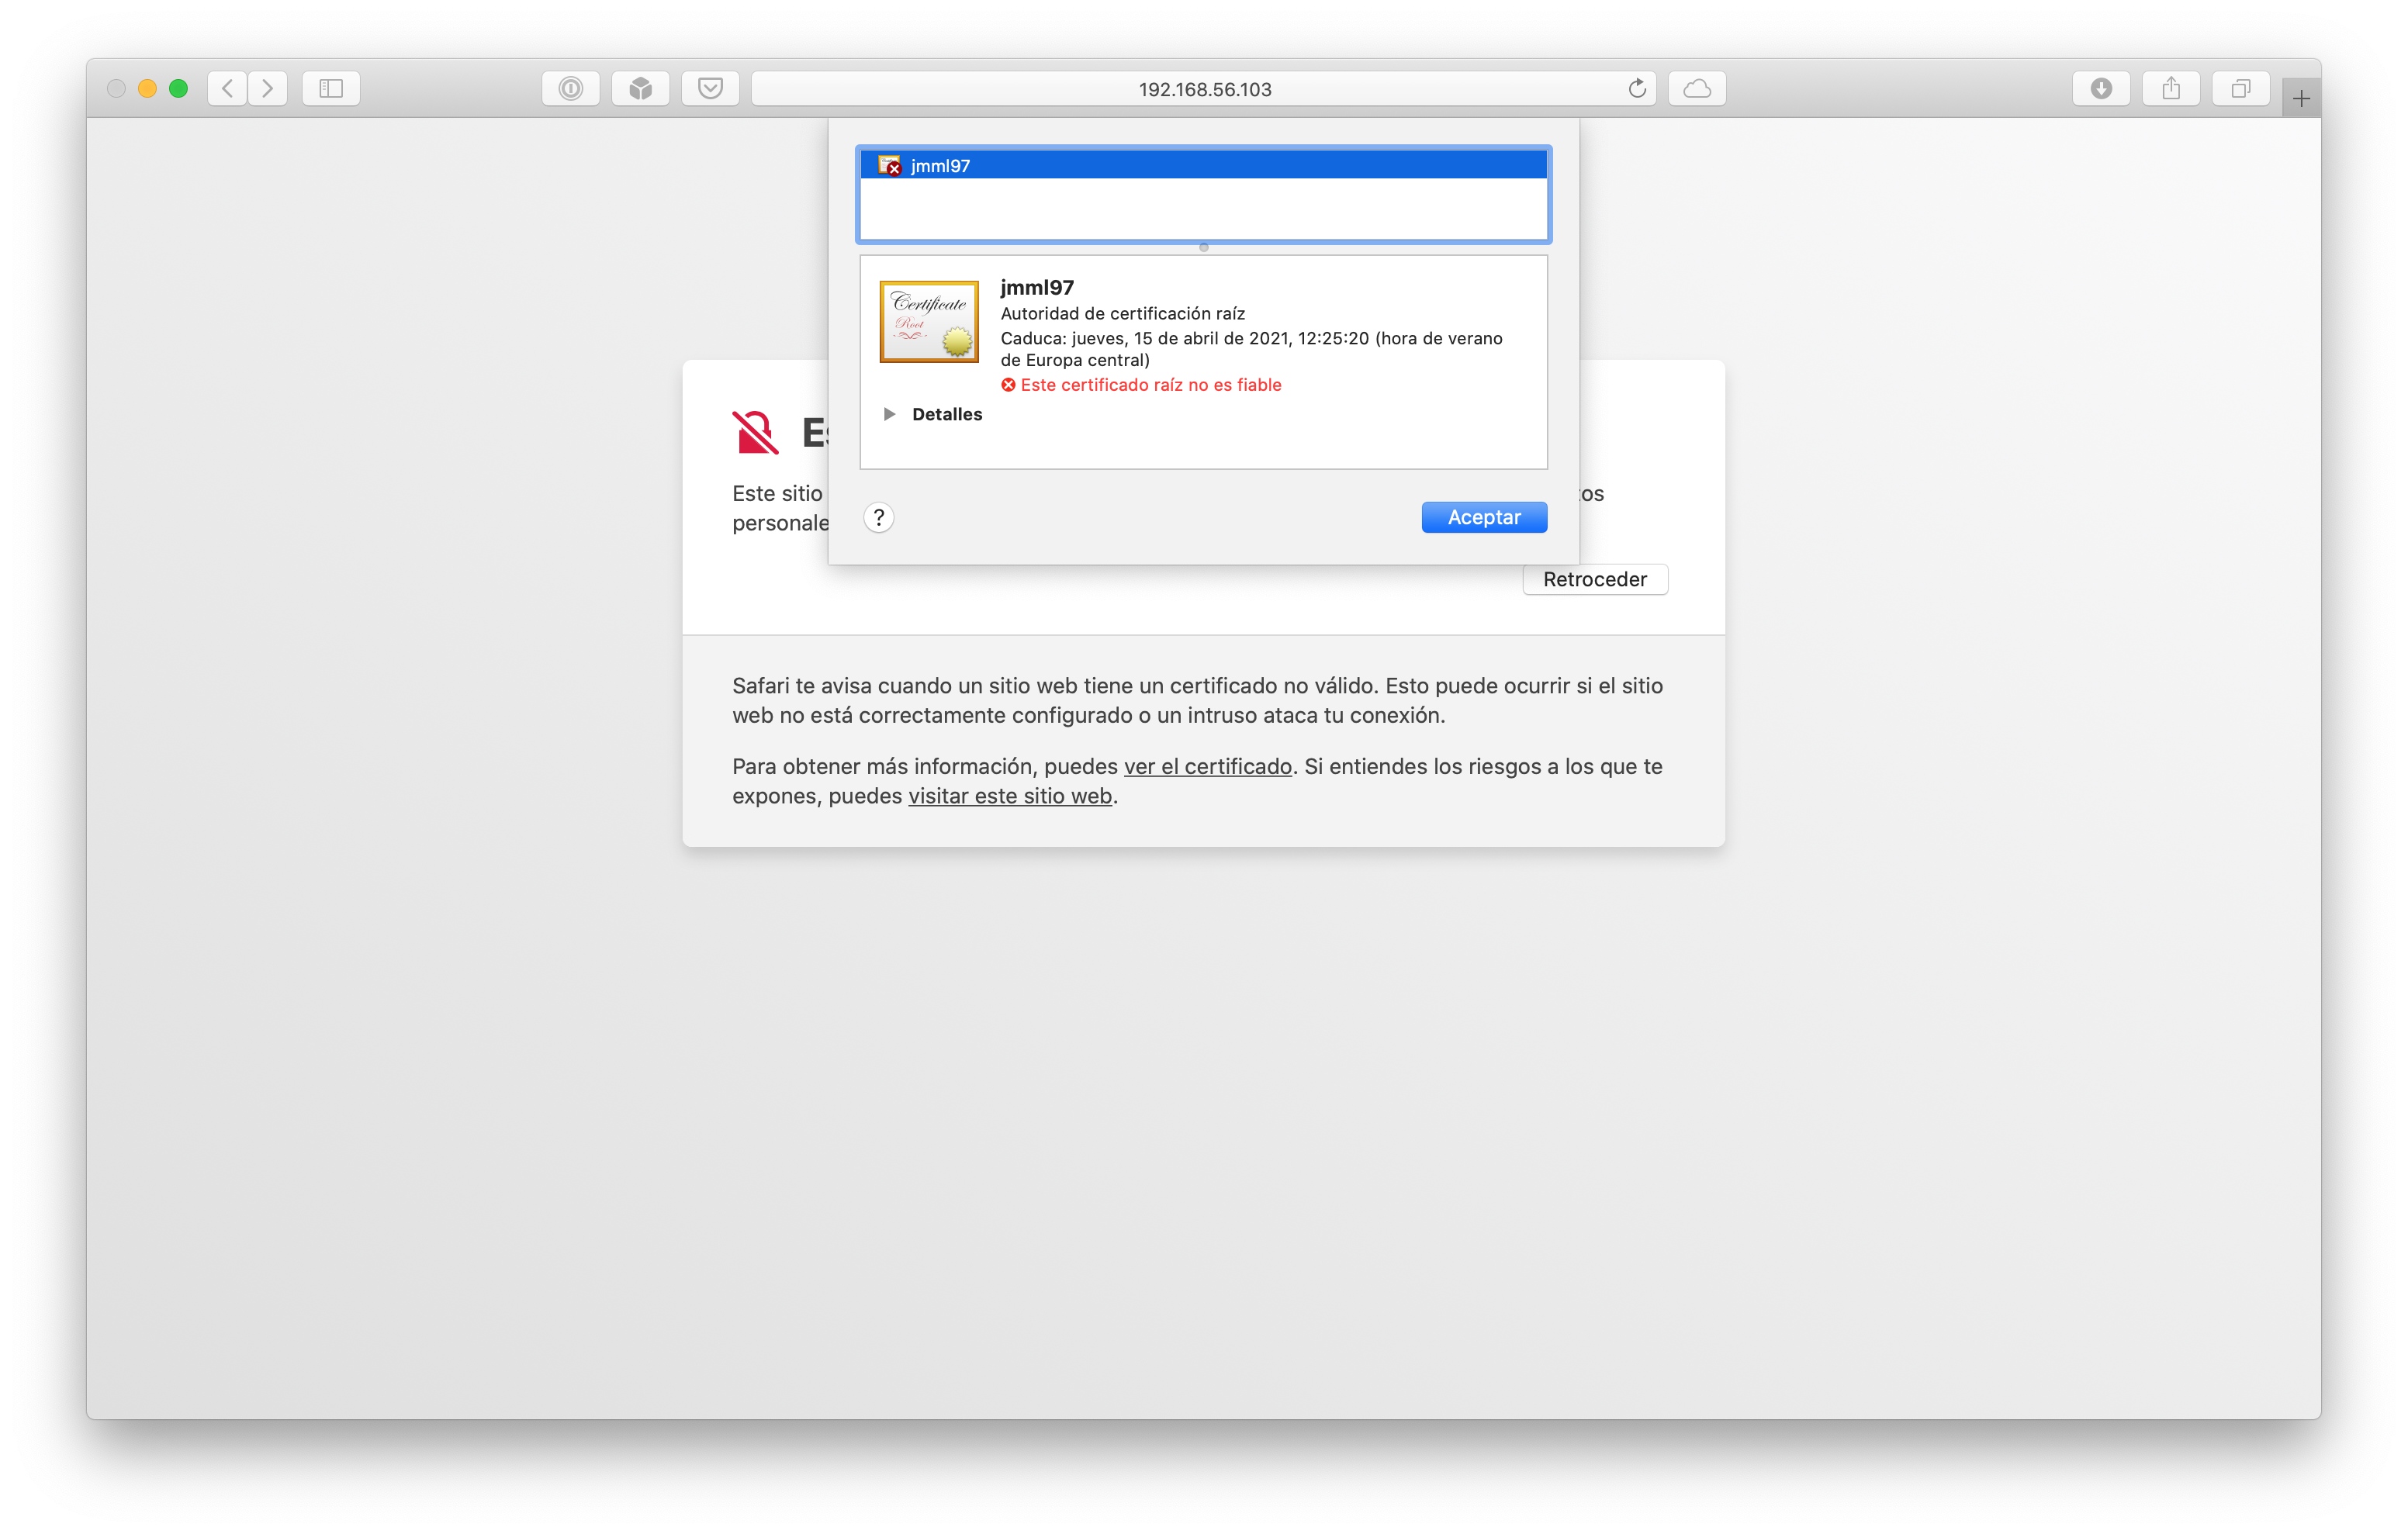 192.168.56.103
jmml97
Certificate
Root
jmml97
Autoridad de certificación raíz
Caduca: jueves, 15 de abril de 2021, 12:25:20 (hora de verano
de Europa central)
Este certificado raíz no es fiable
Detalles
?
Aceptar
Este sitio
personale
Retroceder
Safari te avisa cuando un sitio web tiene un certificado no válido. Esto puede ocurrir si el sitio
web no está correctamente configurado o un intruso ataca tu conexión.
Para obtener más información, puedes ver el certificado. Si entiendes los riesgos a los que te
expones, puedes visitar este sitio web.